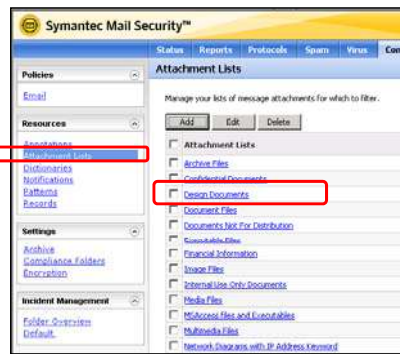 Symantec Mail Security™
Status Reports Protocols Spam Virus Con
Policies
Email
Resources
Annotations
Attachment Lists
Dictionaries
Notifications
Patterns
Records
Settings
Archive
Compliance Folders
Encryption
Incident Management
Folder Overview
Default
Attachment Lists
Manage your lists of message attachments for which to filter.
Add Edit Delete
Attachment Lists
Archive Files
Confidential Documents
Design Documents
Document Files
Documents Not For Distribution
Executable Files
Financial Information
Image Files
Internal Use Only Documents
Media Files
MSAccess files and Executables
Multimedia Files
Network Diagrams with IP Address Keyword